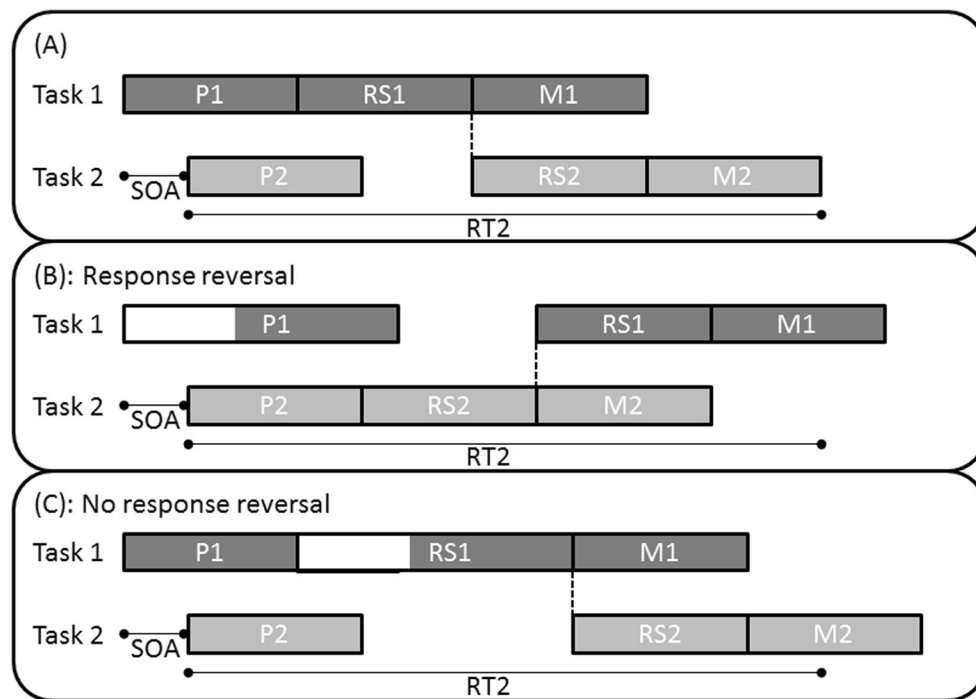 (A)
Task 1 P1 RS1 M1
Task 2 SOA P2 RS2 M2
RT2
(B): Response reversal
Task 1 P1 RS1 M1
Task 2 SOA P2 RS2 M2
RT2
(C): No response reversal
Task 1 P1 RS1 M1
Task 2 SOA P2 RS2 M2
RT2